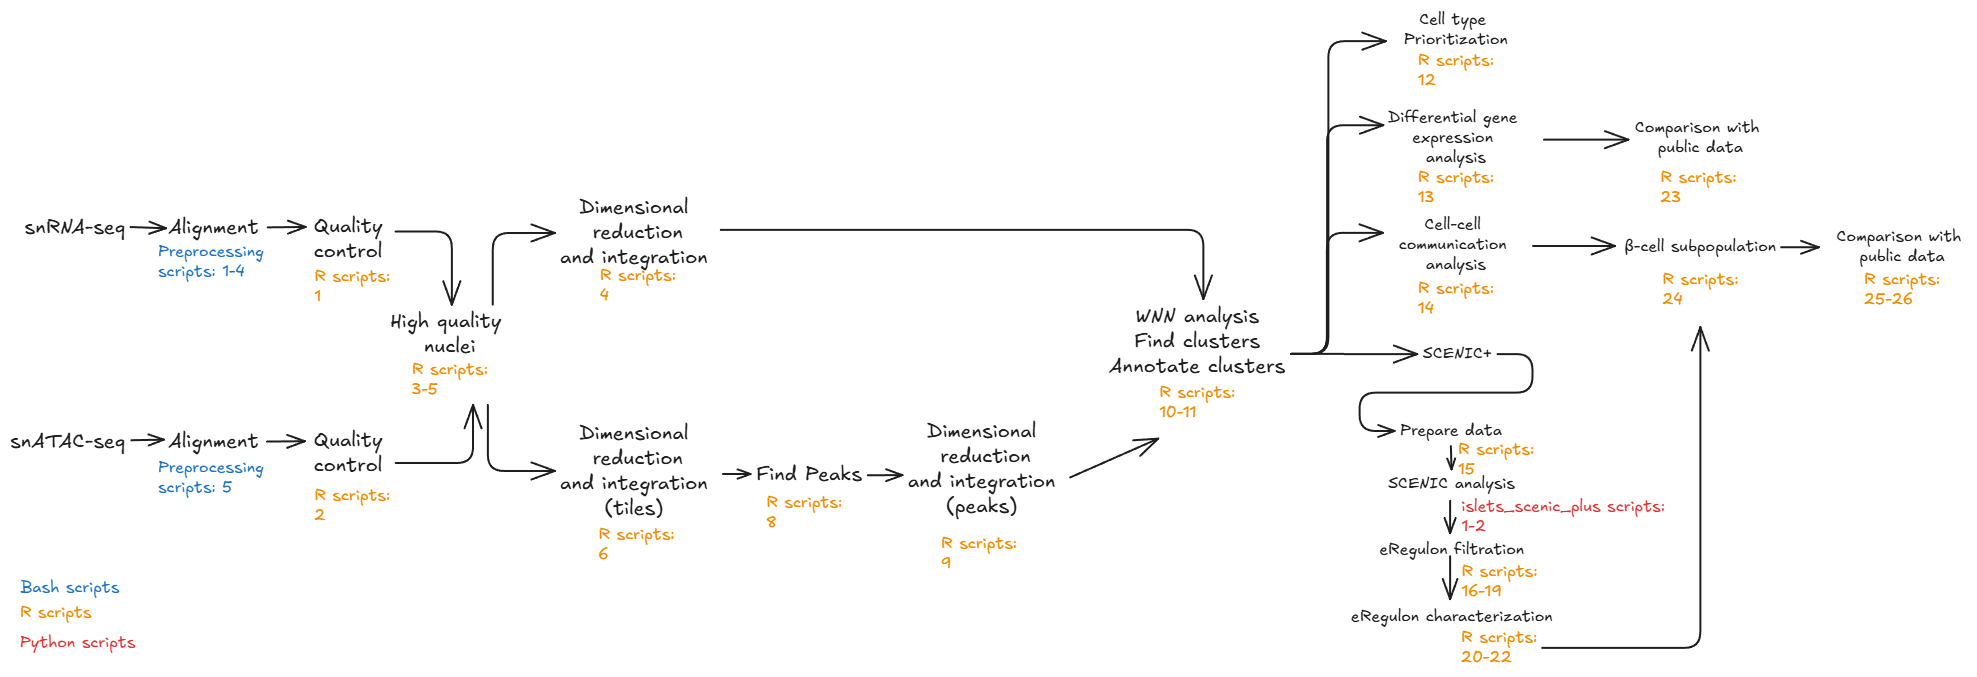 snRNA-seq
Alignment
Preprocessing
scripts: 1-4
Quality
control
R scripts:
1
snATAC-seq
Alignment
Preprocessing
scripts: 5
Quality
control
R scripts:
2
High quality
nuclei
R scripts:
3-5
Dimensional
reduction
and integration
R scripts:
4
Dimensional
reduction
and integration
(tiles)
R scripts:
6
Find Peaks
R scripts:
8
Dimensional
reduction
and integration
(peaks)
R scripts:
9
WNN analysis
Find clusters
Annotate clusters
R scripts:
10-11
Cell type
Prioritization
R scripts:
12
Differential gene
expression
analysis
R scripts:
13
Comparison with
public data
R scripts:
23
Cell-cell
communication
analysis
R scripts:
14
β-cell subpopulation
R scripts:
24
Comparison with
public data
R scripts:
25-26
SCENIC+
Prepare data
R scripts:
15
SCENIC analysis
islets_scenic_plus scripts:
1-2
eRegulon filtration
R scripts:
16-19
eRegulon characterization
R scripts:
20-22
Bash scripts
R scripts
Python scripts